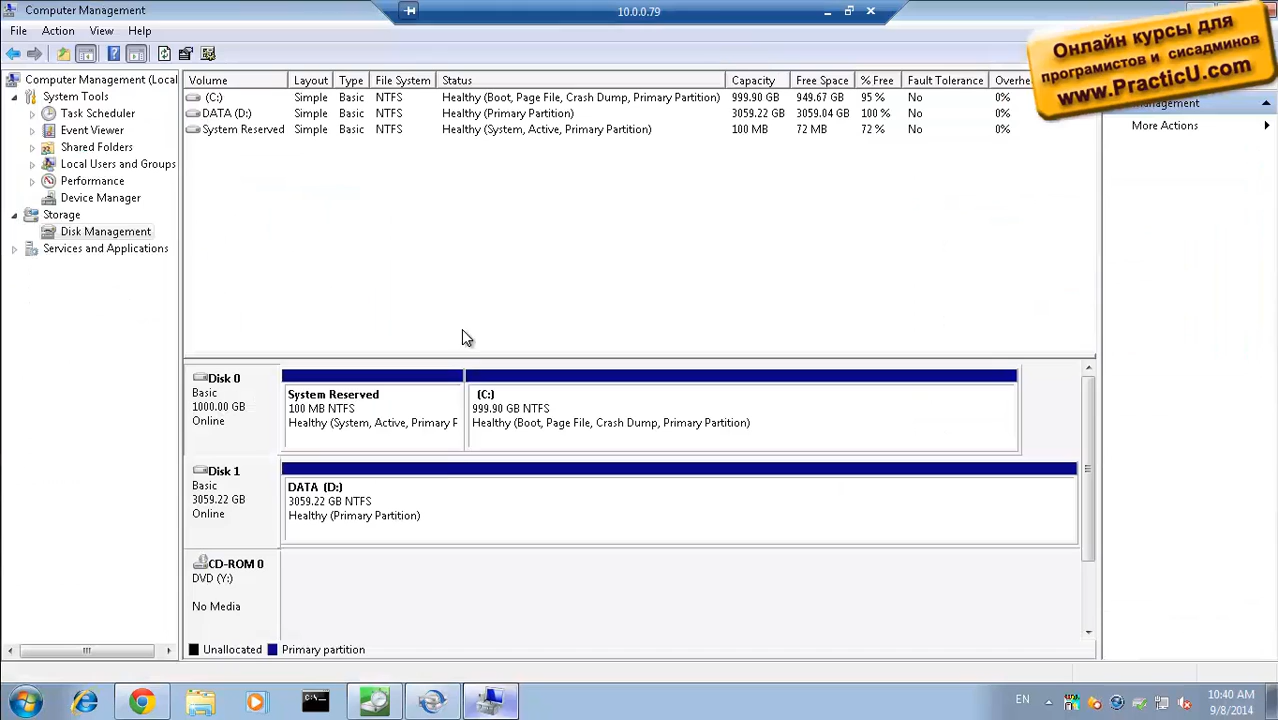 Computer Management
10.0.0.79
File Action View Help
Онлайн курсы для
програмистов и сисадминов
www.PracticU.com
Computer Management (Local
System Tools
Task Scheduler
Event Viewer
Shared Folders
Local Users and Groups
Performance
Device Manager
Storage
Disk Management
Services and Applications
Volume Layout Type File System Status Capacity Free Space % Free Fault Tolerance Overhe
(C:) Simple Basic NTFS Healthy (Boot, Page File, Crash Dump, Primary Partition) 999.90 GB 949.67 GB 95 % No 0%
DATA (D:) Simple Basic NTFS Healthy (Primary Partition) 3059.22 GB 3059.04 GB 100 % No 0%
System Reserved Simple Basic NTFS Healthy (System, Active, Primary Partition) 100 MB 72 MB 72 % No 0%
Management
More Actions
Disk 0
Basic
1000.00 GB
Online
System Reserved
100 MB NTFS
Healthy (System, Active, Primary P
(C:)
999.90 GB NTFS
Healthy (Boot, Page File, Crash Dump, Primary Partition)
Disk 1
Basic
3059.22 GB
Online
DATA (D:)
3059.22 GB NTFS
Healthy (Primary Partition)
CD-ROM 0
DVD (Y:)
No Media
Unallocated Primary partition
EN
10:40 AM
9/8/2014